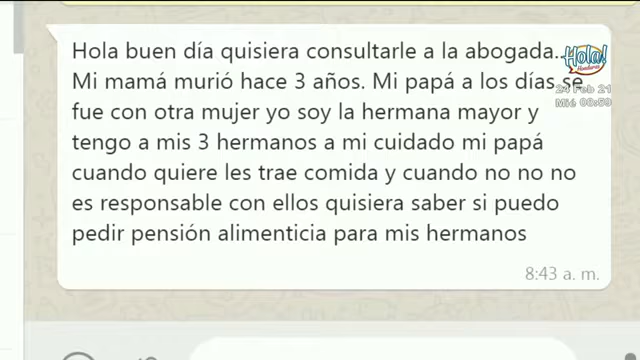 Hola buen día quisiera consultarle a la abogada..
Mi mamá murió hace 3 años. Mi papá a los días se
fue con otra mujer yo soy la hermana mayor y
tengo a mis 3 hermanos a mi cuidado mi papá
cuando quiere les trae comida y cuando no no no
es responsable con ellos quisiera saber si puedo
pedir pensión alimenticia para mis hermanos
8:43 a. m.
Hola!
Honduras
24 Feb 21
Mié 08:59